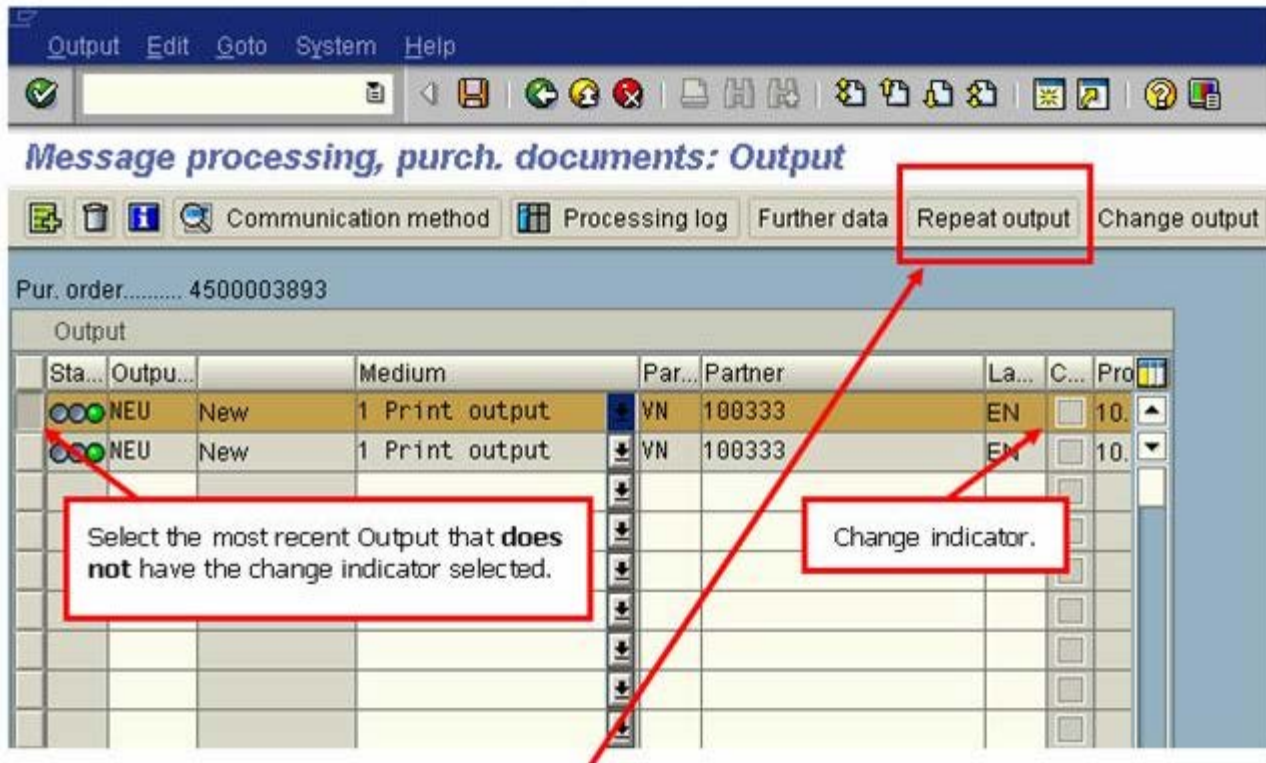 Output Edit Goto System Help
Message processing, purch. documents: Output
Communication method Processing log Further data Repeat output Change output
Pur. order.......... 4500003893
Output
Sta... Outpu... Medium Par... Partner La... C... Pro
NEU New 1 Print output VN 100333 EN 10.
NEU New 1 Print output VN 100333 EN 10.
Select the most recent Output that does
not have the change indicator selected.
Change indicator.